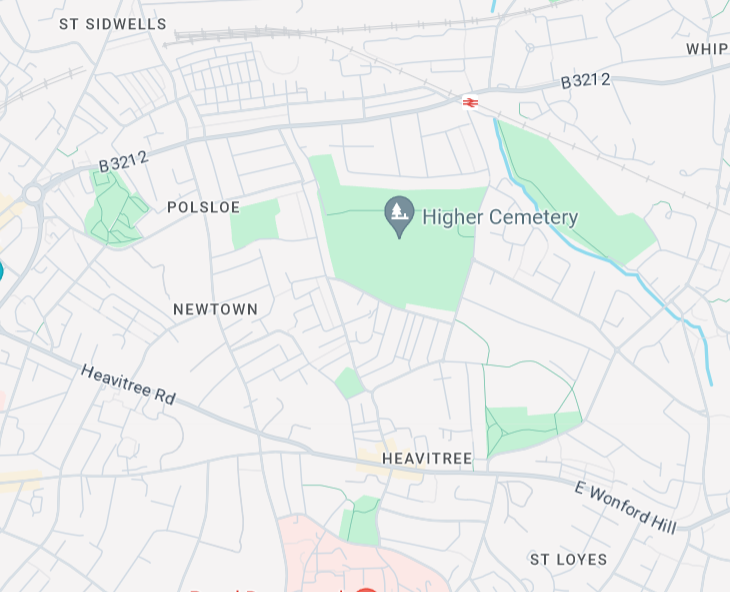 ST SIDWELLS
WHIP
B3212
B3212
POLSLOE
Higher Cemetery
NEWTOWN
Heavitree Rd
HEAVITREE
E Wonford Hill
ST LOYES